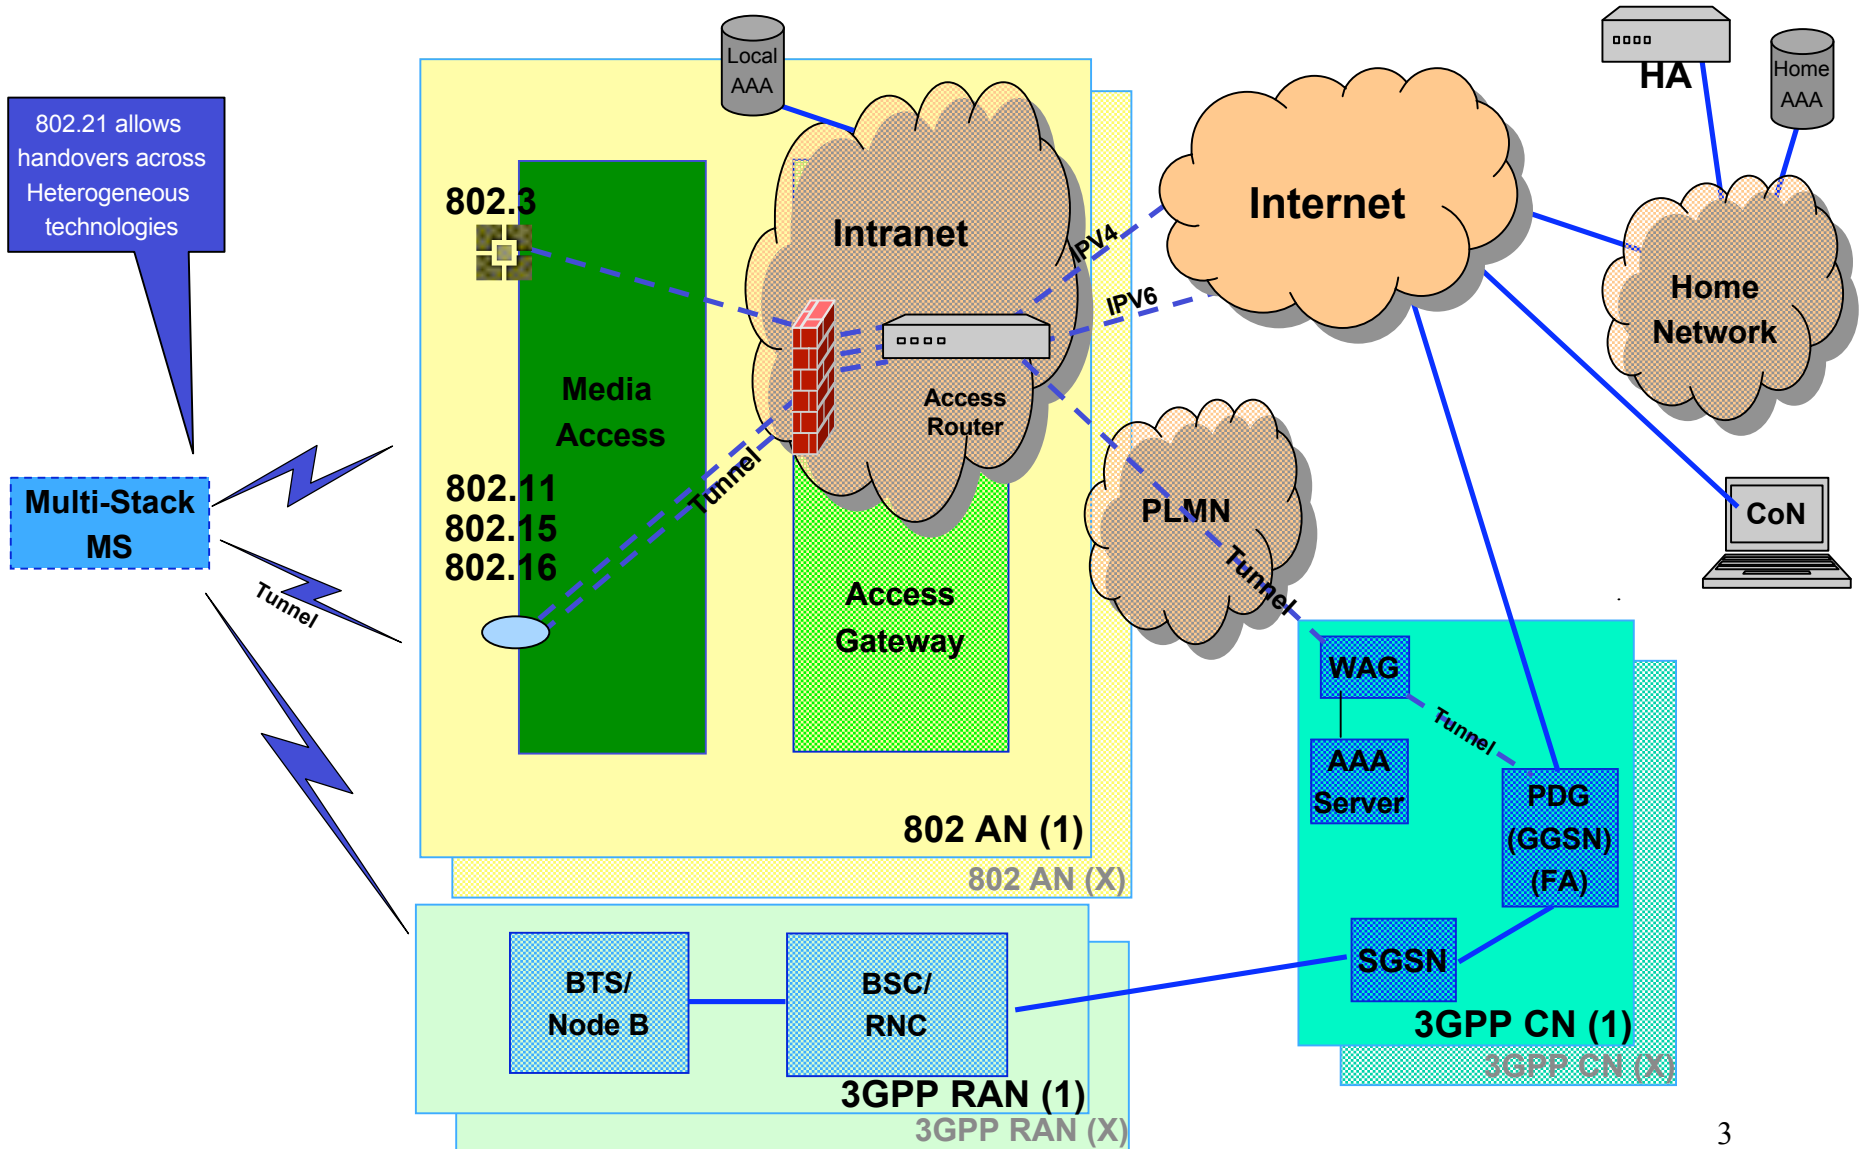 Local
AAA
HA
Home
AAA
802.21 allows
handovers across
Heterogeneous
technologies
802.3
Intranet
IPV4
IPV6
Internet
Home
Network
Media
Access
Access
Router
Tunnel
Multi-Stack
MS
Tunnel
802.11
802.15
802.16
Access
Gateway
PLMN
Tunnel
CoN
WAG
Tunnel
AAA
Server
PDG
(GGSN)
(FA)
802 AN (1)
802 AN (X)
SGSN
3GPP CN (1)
3GPP CN (X)
BTS/
Node B
BSC/
RNC
3GPP RAN (1)
3GPP RAN (X)
3